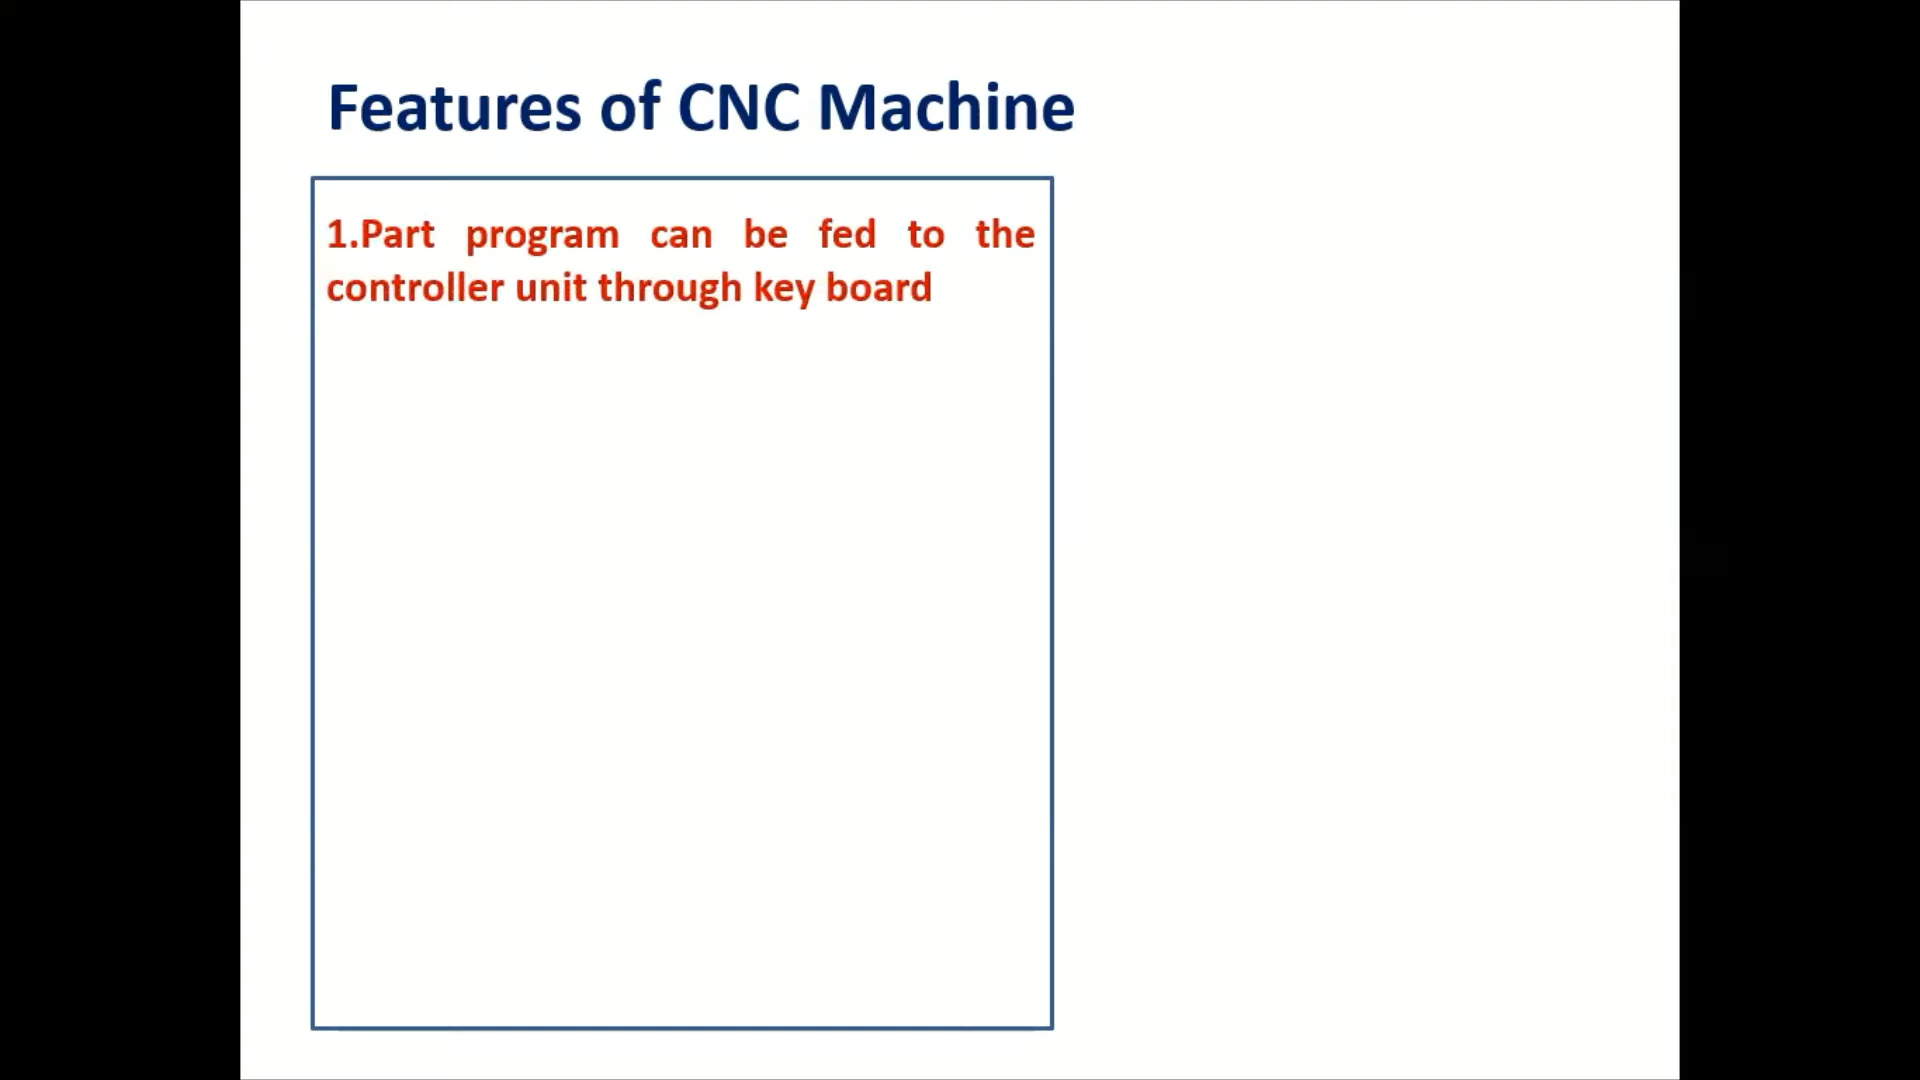 Features of CNC Machine
1.Part program can be fed to the
controller unit through key board